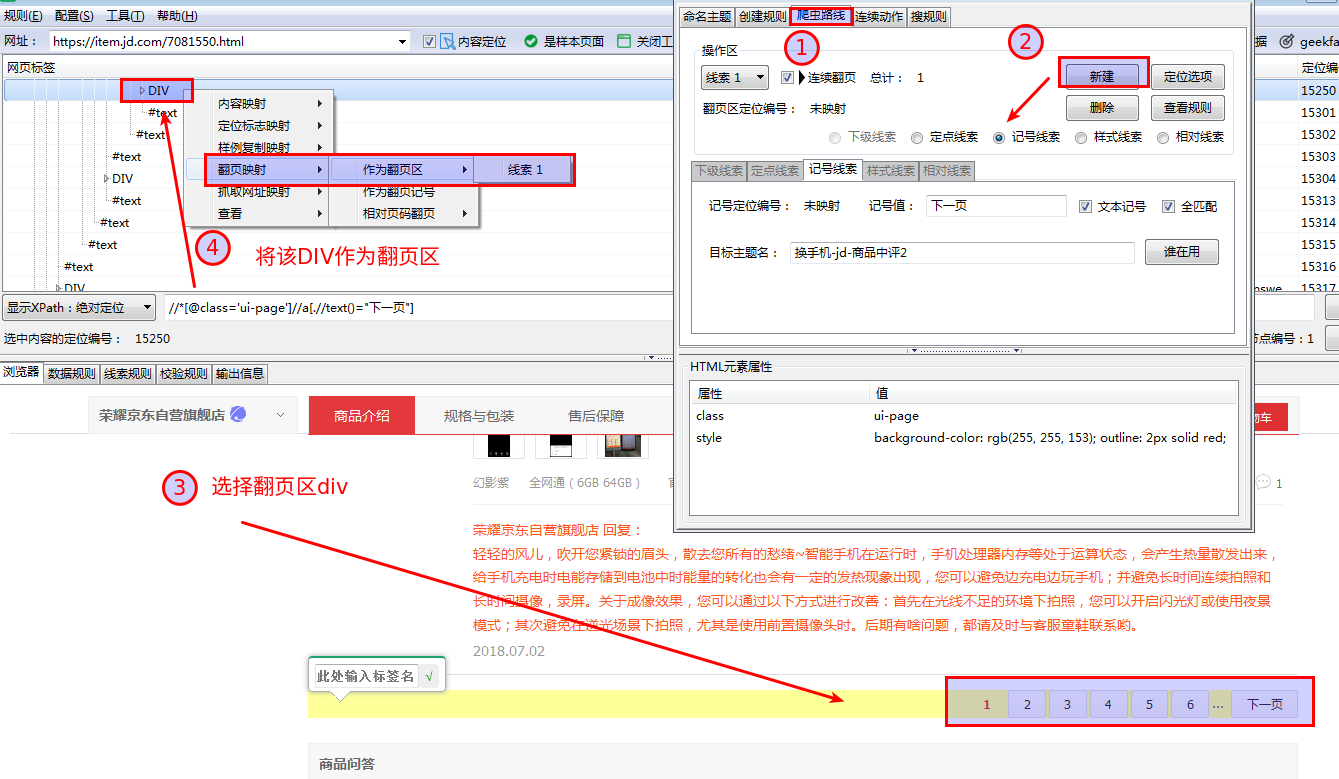 规则(E) 配置(S) 工具(T) 帮助(H)
网址： https://item.jd.com/7081550.html 内容定位 是样本页面 关闭工
网页标签
DIV
#text
#text
#text
DIV
#text
#text
#text
#text
DIV
内容映射
定位标志映射
样例复制映射
翻页映射
抓取网址映射
查看
作为翻页区
作为翻页记号
相对页码翻页
线索 1
4
将该DIV作为翻页区
显示XPath：绝对定位
//*[@class='ui-page']//a[.//text()="下一页"]
选中内容的定位编号： 15250
命名主题 创建规则 爬虫路线 连续动作 搜规则
1
2
操作区
线索 1 连续翻页 总计： 1
新建 定位选项
翻页区定位编号： 未映射
删除 查看规则
下级线索 定点线索 记号线索 样式线索 相对线索
下级线索 定点线索 记号线索 样式线索 相对线索
记号定位编号： 未映射 记号值： 下一页 文本记号 全匹配
目标主题名： 换手机-jd-商品中评2 谁在用
HTML元素属性
属性 值
class ui-page
style background-color: rgb(255, 255, 153); outline: 2px solid red;
据 geekfa
定位编
15250
15301
15302
15303
15304
15313
15314
15315
15316
15317
节点编号：1
浏览器 数据规则 线索规则 校验规则 输出信息
荣耀京东自营旗舰店 商品介绍 规格与包装 售后保障
物车
幻影紫 全网通（6GB 64GB）
1
3
选择翻页区div
荣耀京东自营旗舰店 回复：
轻轻的风儿，吹开您紧锁的眉头，散去您所有的愁绪~智能手机在运行时，手机处理器内存等处于运算状态，会产生热量散发出来，
给手机充电时电能存储到电池中时能量的转化也会有一定的发热现象出现，您可以避免边充电边玩手机；并避免长时间连续拍照和
长时间摄像，录屏。关于成像效果，您可以通过以下方式进行改善：首先在光线不足的环境下拍照，您可以开启闪光灯或使用夜景
模式；其次避免在逆光场景下拍照，尤其是使用前置摄像头时。后期有啥问题，都请及时与客服童鞋联系哟。
2018.07.02
此处输入标签名 √
1 2 3 4 5 6 ... 下一页
商品问答